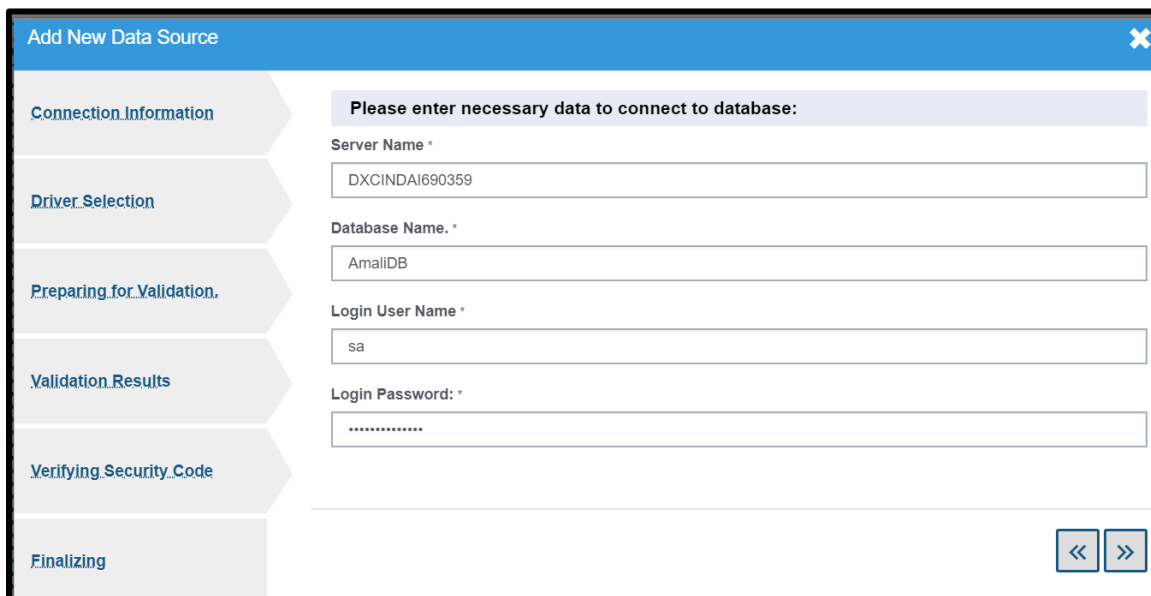 Add New Data Source
Connection Information
Driver Selection
Preparing for Validation.
Validation Results
Verifying Security Code
Finalizing
Please enter necessary data to connect to database:
Server Name *
DXCINDAI690359
Database Name. *
AmaliDB
Login User Name *
sa
Login Password: *
••••••••••••••